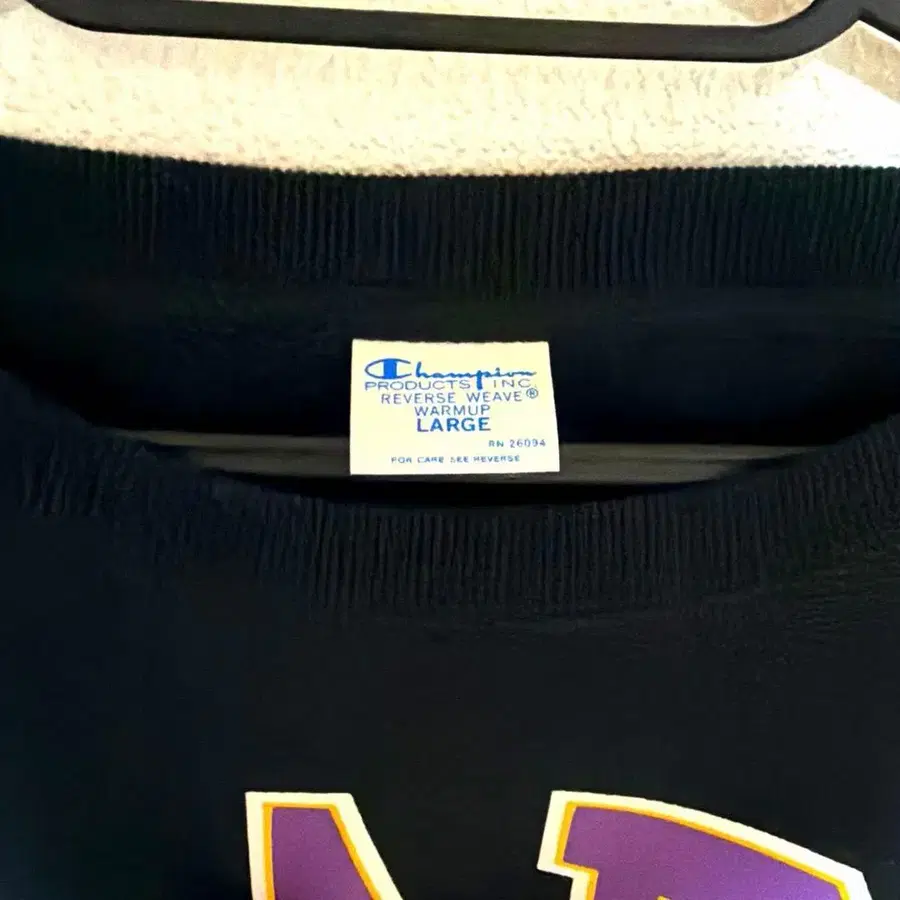 Champion
PRODUCTS INC.
REVERSE WEAVE®
WARMUP
LARGE
RN 26094
FOR CARE SEE REVERSE